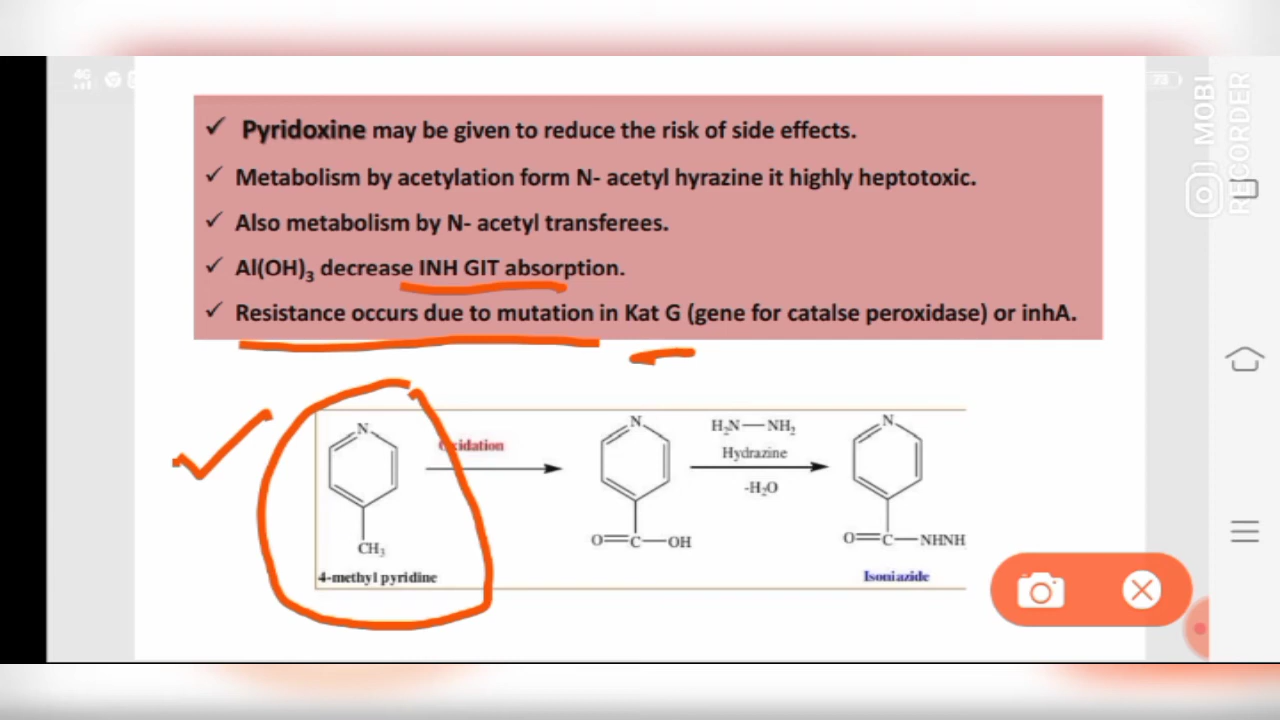 4G
23
MOBI
RECORDER
✓ Pyridoxine may be given to reduce the risk of side effects.
✓ Metabolism by acetylation form N- acetyl hyrazine it highly heptotoxic.
✓ Also metabolism by N- acetyl transferees.
✓ Al(OH)₃ decrease INH GIT absorption.
✓ Resistance occurs due to mutation in Kat G (gene for catalse peroxidase) or inhA.
N
CH₃
4-methyl pyridine
Oxidation
N
O=C—OH
H₂N—NH₂
Hydrazine
-H₂O
N
O=C—NHNH
Isoniazide